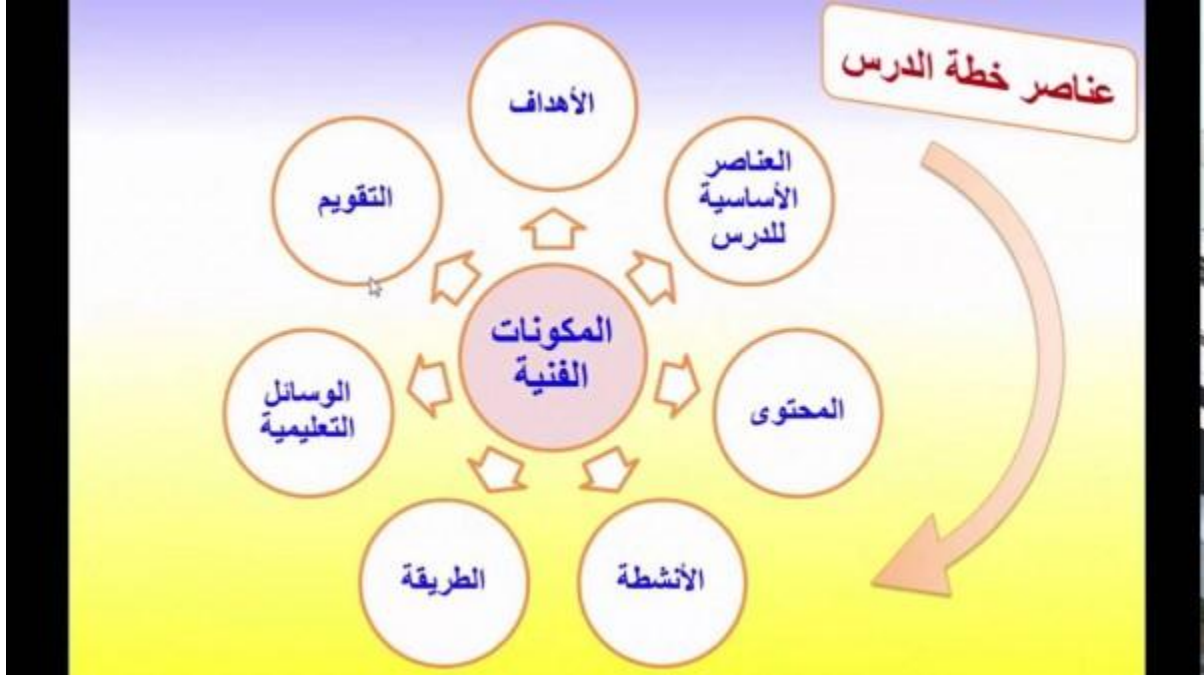 عناصر خطة الدرس
المكونات
الفنية
الأهداف
العناصر
الأساسية
للدرس
المحتوى
الأنشطة
الطريقة
الوسائل
التعليمية
التقويم